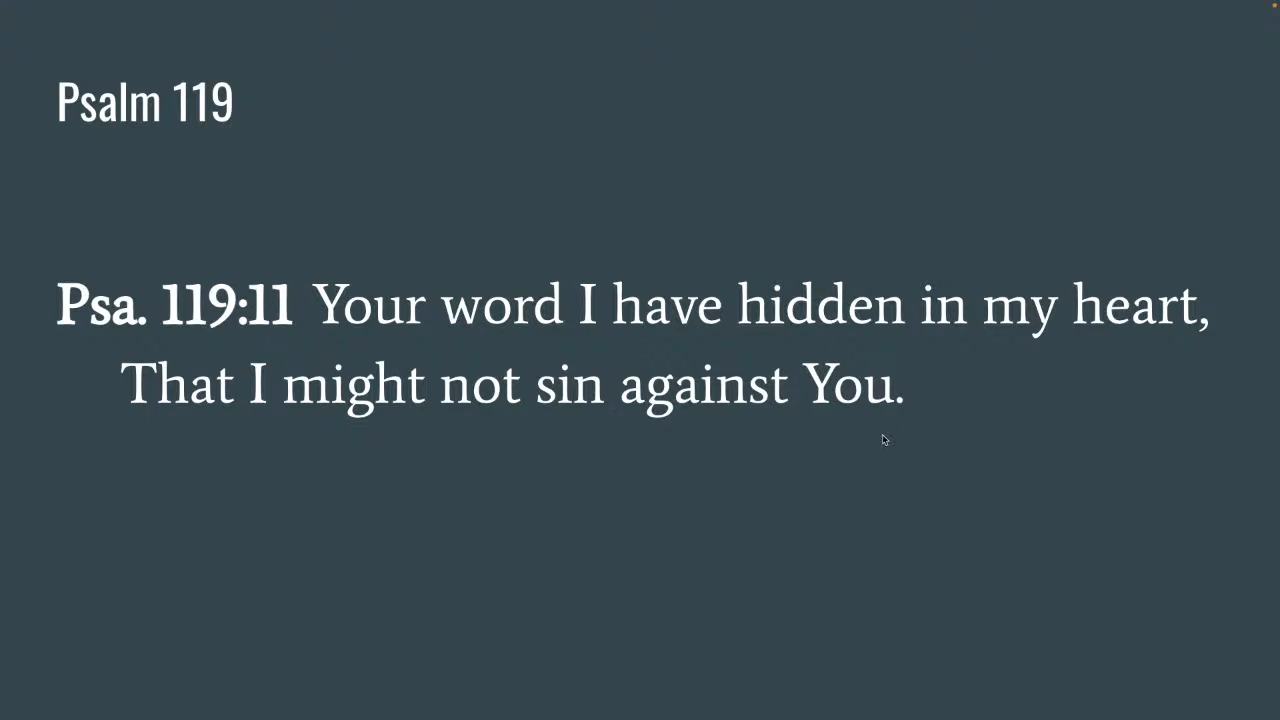 Psalm 119
Psa. 119:11 Your word I have hidden in my heart,
That I might not sin against You.